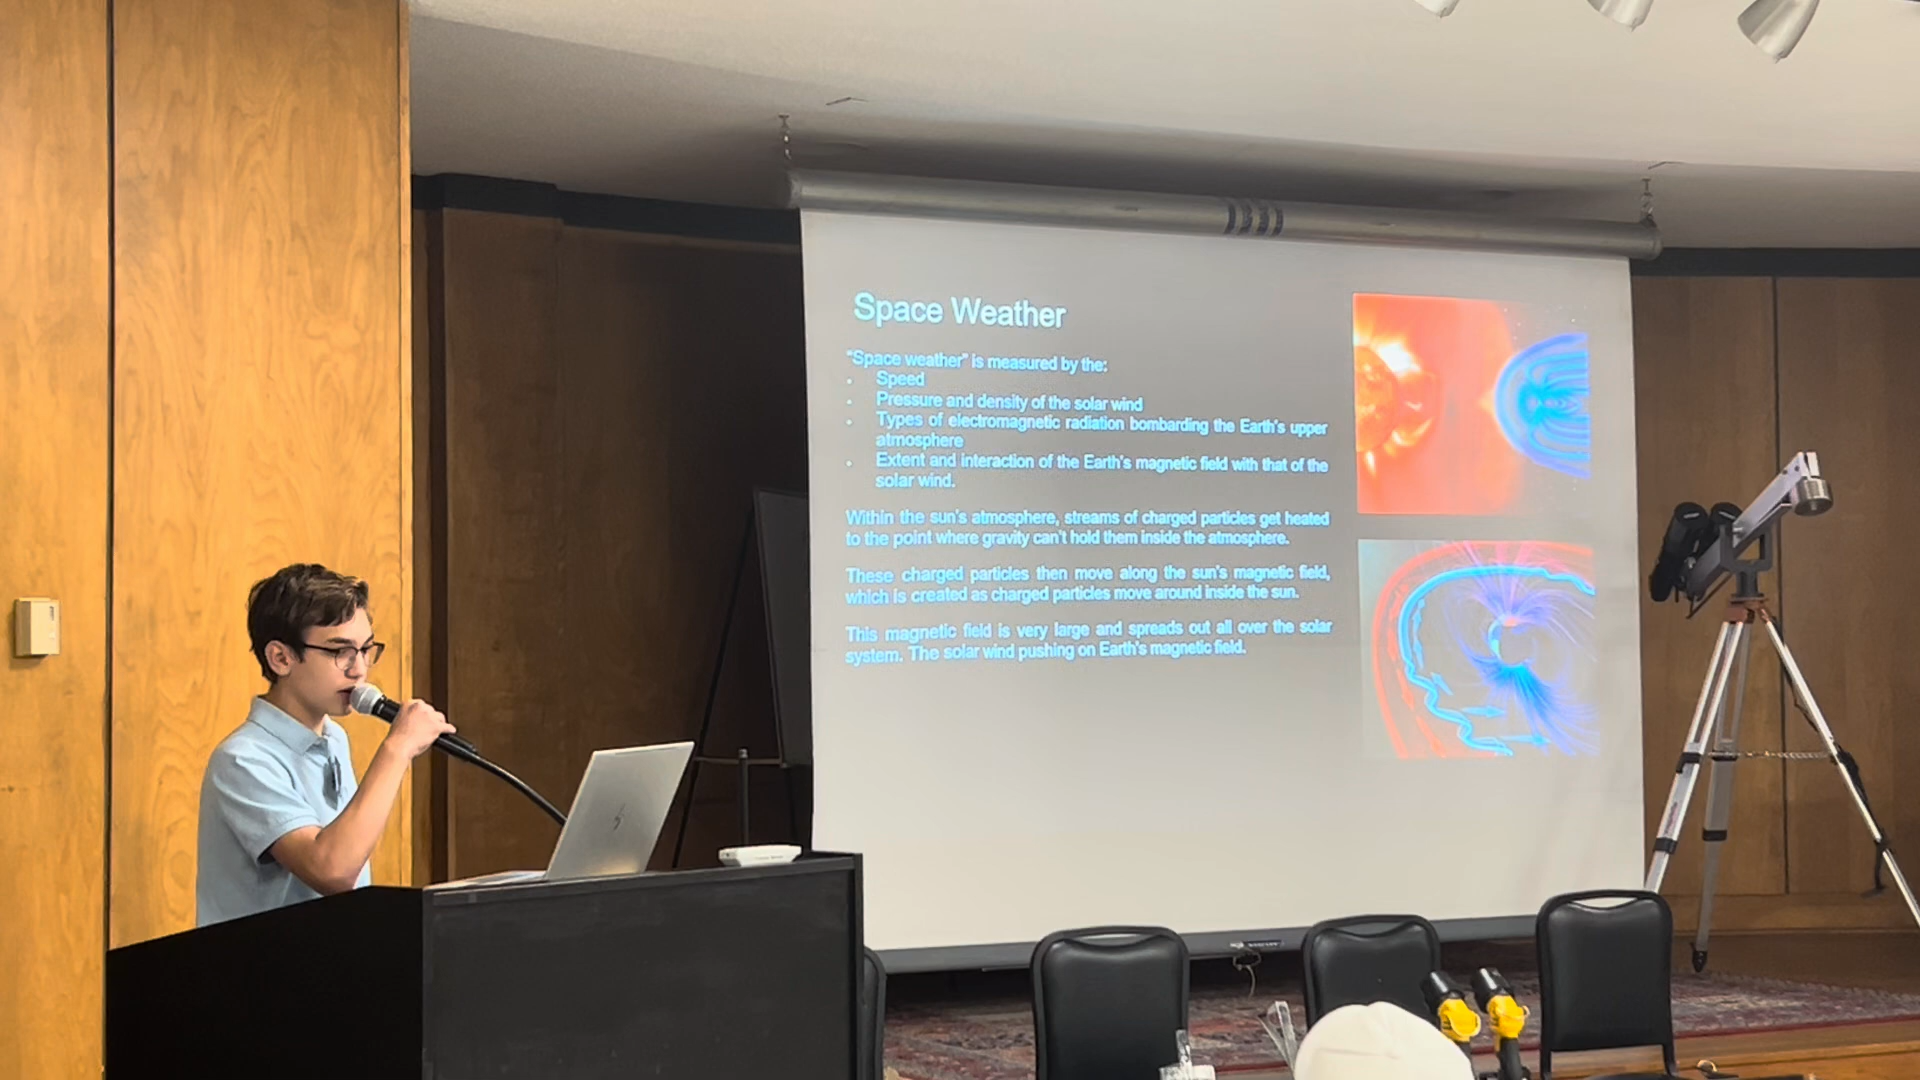 Space Weather
"Space weather" is measured by the:
• Speed
• Pressure and density of the solar wind
• Types of electromagnetic radiation bombarding the Earth's upper
atmosphere
• Extent and interaction of the Earth's magnetic field with that of the
solar wind.
Within the sun's atmosphere, streams of charged particles get heated
to the point where gravity can't hold them inside the atmosphere.
These charged particles then move along the sun's magnetic field,
which is created as charged particles move around inside the sun.
This magnetic field is very large and spreads out all over the solar
system. The solar wind pushing on Earth's magnetic field.